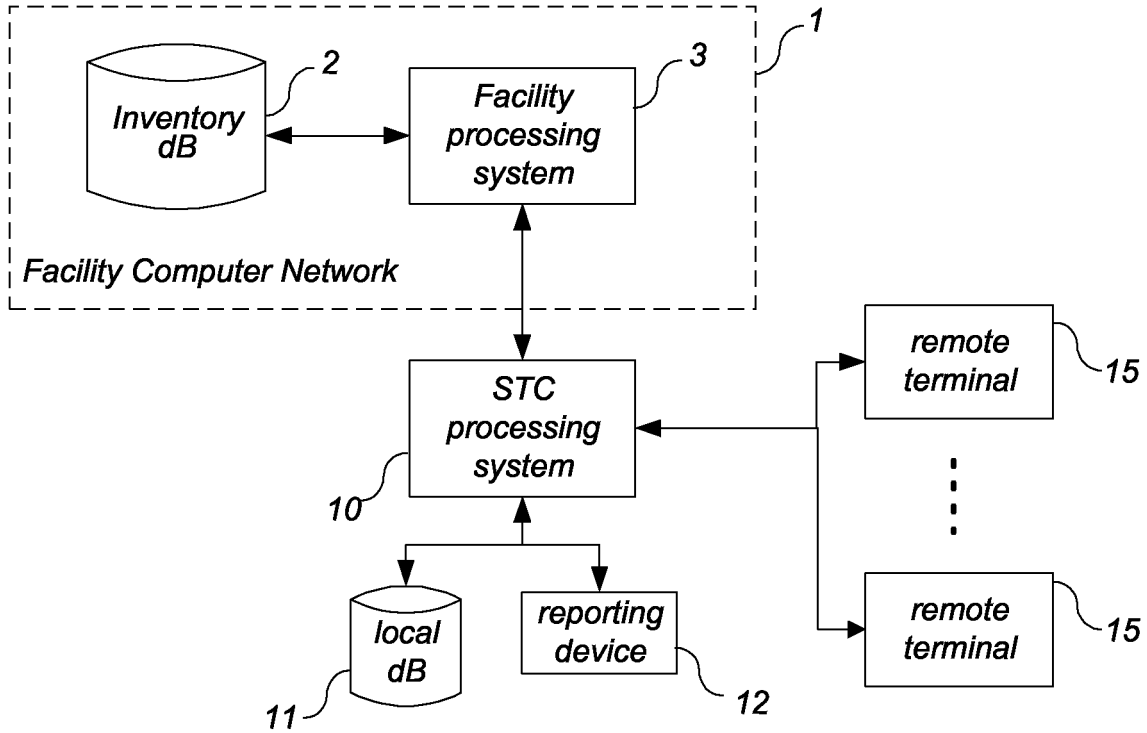 1
2
3
Inventory
dB
Facility
processing
system
Facility Computer Network
STC
processing
system
10
remote
terminal
15
remote
terminal
15
local
dB
11
reporting
device
12